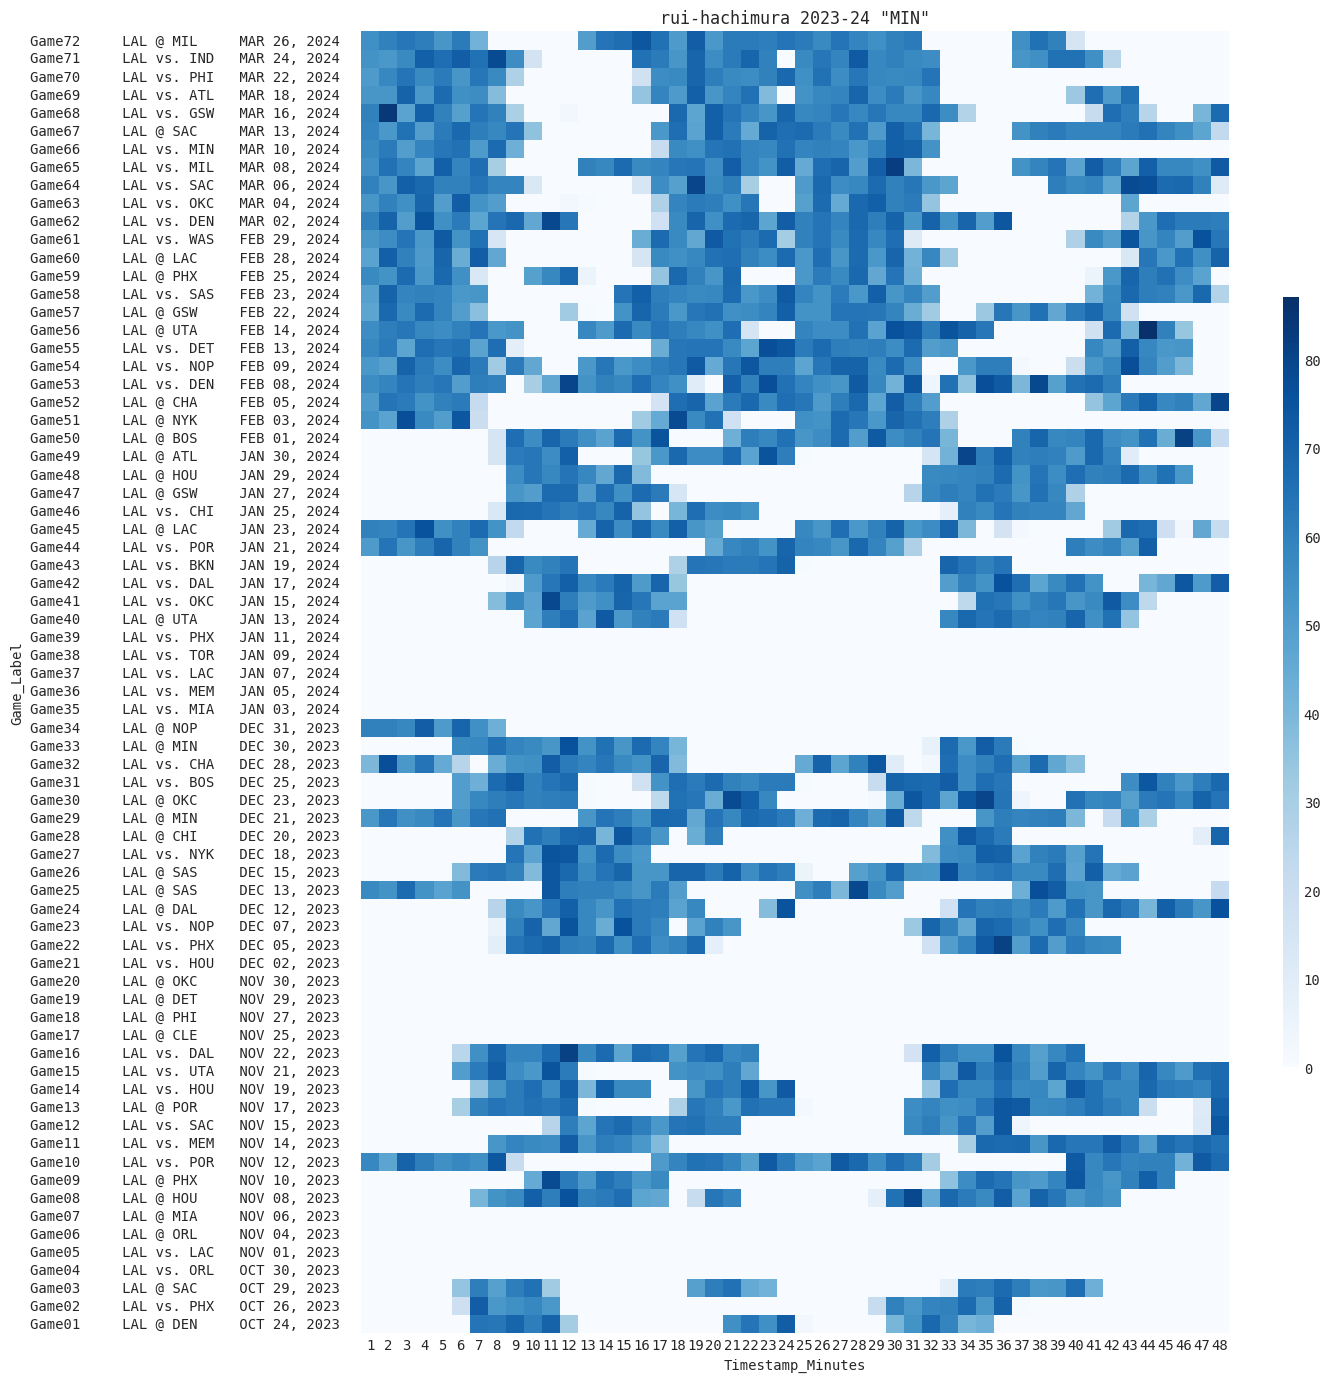 rui-hachimura 2023-24 "MIN"
Game72 LAL @ MIL MAR 26, 2024
Game71 LAL vs. IND MAR 24, 2024
Game70 LAL vs. PHI MAR 22, 2024
Game69 LAL vs. ATL MAR 18, 2024
Game68 LAL vs. GSW MAR 16, 2024
Game67 LAL @ SAC MAR 13, 2024
Game66 LAL vs. MIN MAR 10, 2024
Game65 LAL vs. MIL MAR 08, 2024
Game64 LAL vs. SAC MAR 06, 2024
Game63 LAL vs. OKC MAR 04, 2024
Game62 LAL vs. DEN MAR 02, 2024
Game61 LAL vs. WAS FEB 29, 2024
Game60 LAL @ LAC FEB 28, 2024
Game59 LAL @ PHX FEB 25, 2024
Game58 LAL vs. SAS FEB 23, 2024
Game57 LAL @ GSW FEB 22, 2024
Game56 LAL @ UTA FEB 14, 2024
Game55 LAL vs. DET FEB 13, 2024
Game54 LAL vs. NOP FEB 09, 2024
Game53 LAL vs. DEN FEB 08, 2024
Game52 LAL @ CHA FEB 05, 2024
Game51 LAL @ NYK FEB 03, 2024
Game50 LAL @ BOS FEB 01, 2024
Game49 LAL @ ATL JAN 30, 2024
Game48 LAL @ HOU JAN 29, 2024
Game47 LAL @ GSW JAN 27, 2024
Game46 LAL vs. CHI JAN 25, 2024
Game45 LAL @ LAC JAN 23, 2024
Game44 LAL vs. POR JAN 21, 2024
Game43 LAL vs. BKN JAN 19, 2024
Game42 LAL vs. DAL JAN 17, 2024
Game41 LAL vs. OKC JAN 15, 2024
Game40 LAL @ UTA JAN 13, 2024
Game39 LAL vs. PHX JAN 11, 2024
Game38 LAL vs. TOR JAN 09, 2024
Game37 LAL vs. LAC JAN 07, 2024
Game36 LAL vs. MEM JAN 05, 2024
Game35 LAL vs. MIA JAN 03, 2024
Game34 LAL @ NOP DEC 31, 2023
Game33 LAL @ MIN DEC 30, 2023
Game32 LAL vs. CHA DEC 28, 2023
Game31 LAL vs. BOS DEC 25, 2023
Game30 LAL @ OKC DEC 23, 2023
Game29 LAL @ MIN DEC 21, 2023
Game28 LAL @ CHI DEC 20, 2023
Game27 LAL vs. NYK DEC 18, 2023
Game26 LAL @ SAS DEC 15, 2023
Game25 LAL @ SAS DEC 13, 2023
Game24 LAL @ DAL DEC 12, 2023
Game23 LAL vs. NOP DEC 07, 2023
Game22 LAL vs. PHX DEC 05, 2023
Game21 LAL vs. HOU DEC 02, 2023
Game20 LAL @ OKC NOV 30, 2023
Game19 LAL @ DET NOV 29, 2023
Game18 LAL @ PHI NOV 27, 2023
Game17 LAL @ CLE NOV 25, 2023
Game16 LAL vs. DAL NOV 22, 2023
Game15 LAL vs. UTA NOV 21, 2023
Game14 LAL vs. HOU NOV 19, 2023
Game13 LAL @ POR NOV 17, 2023
Game12 LAL vs. SAC NOV 15, 2023
Game11 LAL vs. MEM NOV 14, 2023
Game10 LAL vs. POR NOV 12, 2023
Game09 LAL @ PHX NOV 10, 2023
Game08 LAL @ HOU NOV 08, 2023
Game07 LAL @ MIA NOV 06, 2023
Game06 LAL @ ORL NOV 04, 2023
Game05 LAL vs. LAC NOV 01, 2023
Game04 LAL vs. ORL OCT 30, 2023
Game03 LAL @ SAC OCT 29, 2023
Game02 LAL vs. PHX OCT 26, 2023
Game01 LAL @ DEN OCT 24, 2023
Game_Label
1 2 3 4 5 6 7 8 9 10 11 12 13 14 15 16 17 18 19 20 21 22 23 24 25 26 27 28 29 30 31 32 33 34 35 36 37 38 39 40 41 42 43 44 45 46 47 48
Timestamp_Minutes
80
70
60
50
40
30
20
10
0